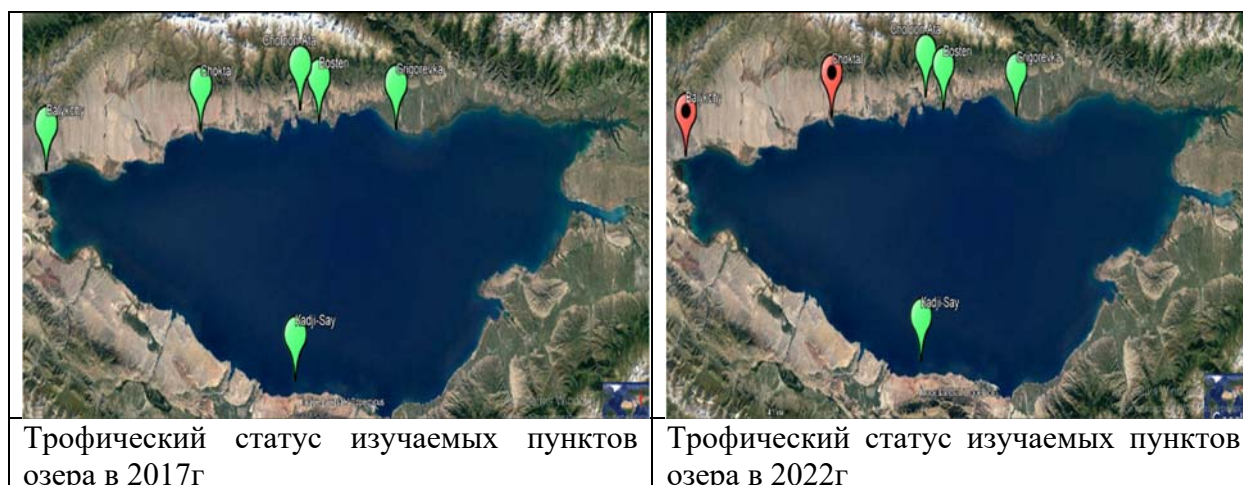 Cholpon Ata
Choktal
Bosteri
Grigorevka
Balykchy
Kadji-Say
Cholpon Ata
Choktal
Bosteri
Grigorevka
Balykchy
Kadji-Say
Трофический статус изучаемых пунктов
озера в 2017г
Трофический статус изучаемых пунктов
озера в 2022г